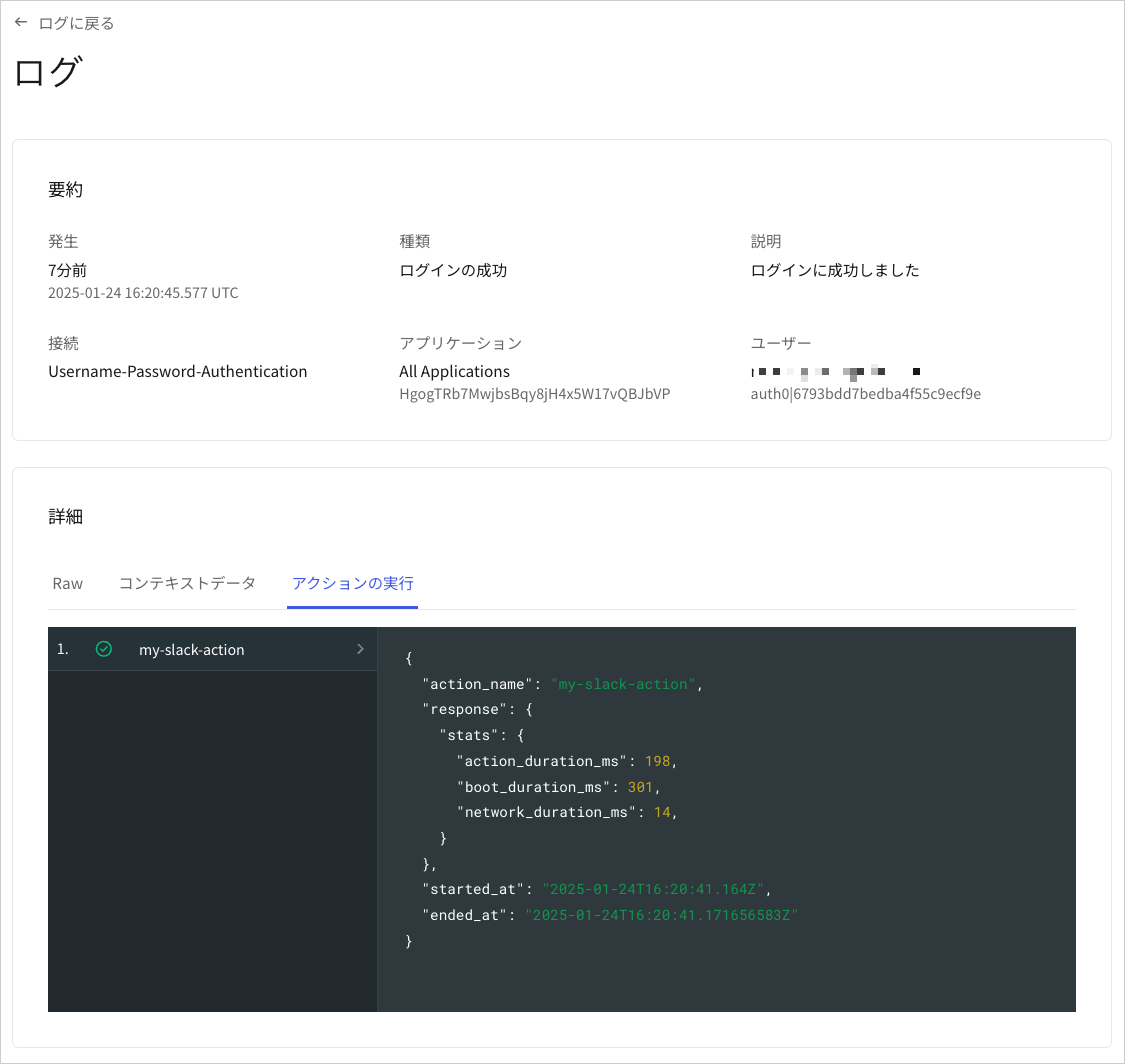 ← ログに戻る
ログ
要約
発生
種類
説明
7分前
ログインの成功
ログインに成功しました
2025-01-24 16:20:45.577 UTC
接続
アプリケーション
ユーザー
Username-Password-Authentication
All Applications
HgogTRb7MwjbsBqy8jH4x5W17vQBJbVP
auth0|6793bdd7bedba4f55c9ecf9e
詳細
Raw コンテキストデータ アクションの実行
1. my-slack-action
{
"action_name": "my-slack-action",
"response": {
"stats": {
"action_duration_ms": 198,
"boot_duration_ms": 301,
"network_duration_ms": 14,
}
},
"started_at": "2025-01-24T16:20:41.164Z",
"ended_at": "2025-01-24T16:20:41.171656583Z"
}